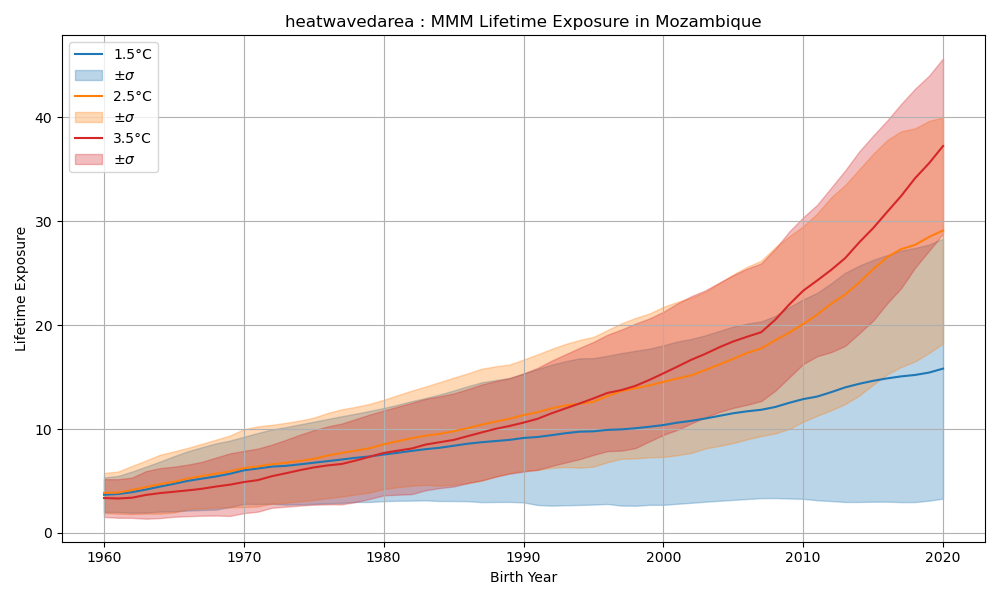 heatwavedarea : MMM Lifetime Exposure in Mozambique
1.5°C
±σ
2.5°C
±σ
3.5°C
±σ
Lifetime Exposure
40
30
20
10
0
1960 1970 1980 1990 2000 2010 2020
Birth Year